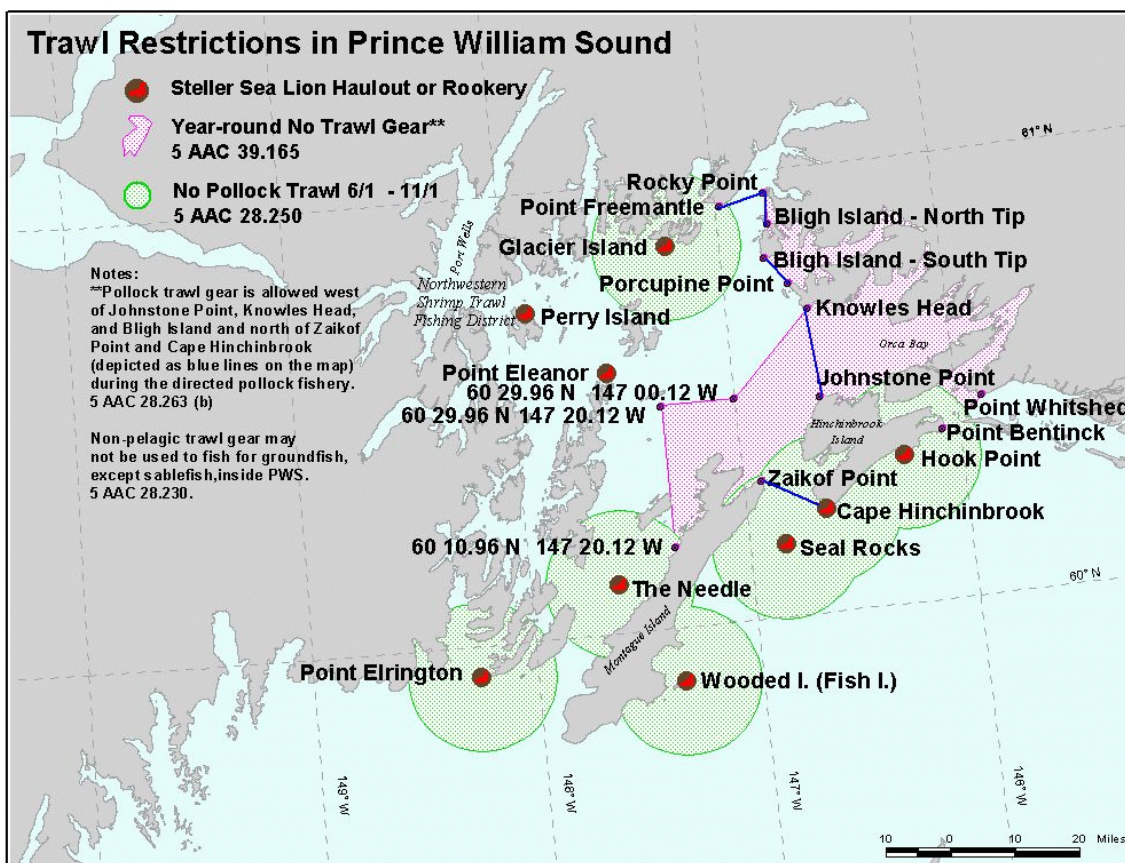 Trawl Restrictions in Prince William Sound
Steller Sea Lion Haulout or Rookery
Year-round No Trawl Gear**
5 AAC 39.165
No Pollock Trawl 6/1 - 11/1
5 AAC 28.250
Notes:
**Pollock trawl gear is allowed west
of Johnstone Point, Knowles Head,
and Bligh Island and north of Zaikof
Point and Cape Hinchinbrook
(depicted as blue lines on the map)
during the directed pollock fishery.
5 AAC 28.263 (b)
Non-pelagic trawl gear may
not be used to fish for groundfish,
except sablefish,inside PWS.
5 AAC 28.230.
61° N
Rocky Point
Point Freemantle
Bligh Island - North Tip
Glacier Island
Bligh Island - South Tip
Porcupine Point
Port Wells
Northwestern
Shrimp Trawl
Fishing District
Perry Island
Knowles Head
Orca Bay
Point Eleanor
Johnstone Point
60 29.96 N 147 00.12 W
60 29.96 N 147 20.12 W
Point Whitshed
Hinchinbrook
Island
Point Bentinck
Hook Point
Zaikof Point
Cape Hinchinbrook
60 10.96 N 147 20.12 W
Seal Rocks
60° N
The Needle
Montague Island
Point Elrington
Wooded I. (Fish I.)
149° W
148° W
147° W
146° W
10 0 10 20 Miles